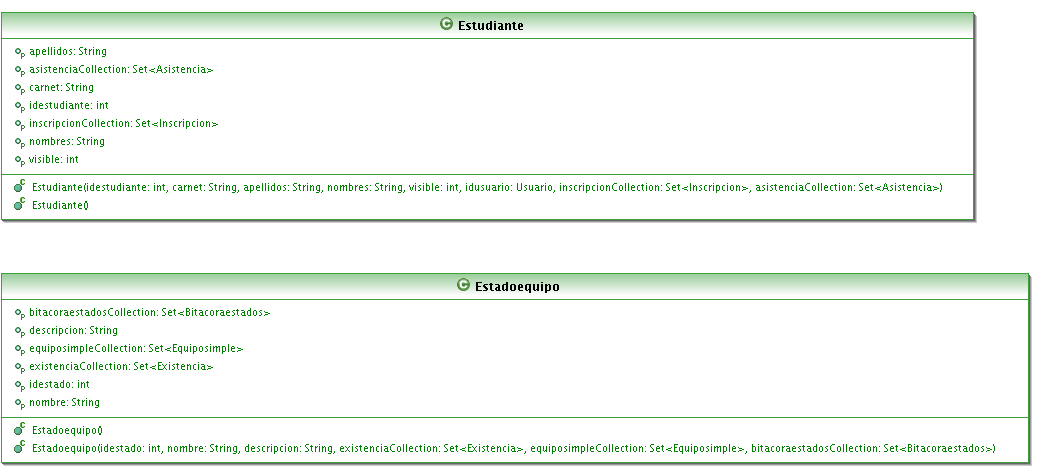 Estudiante
apellidos: String
asistenciaCollection: Set<Asistencia>
carnet: String
idestudiante: int
inscripcionCollection: Set<Inscripcion>
nombres: String
visible: int
Estudiante(idestudiante: int, carnet: String, apellidos: String, nombres: String, visible: int, idusuario: Usuario, inscripcionCollection: Set<Inscripcion>, asistenciaCollection: Set<Asistencia>)
Estudiante()
Estadoequipo
bitacoraestadosCollection: Set<Bitacoraestados>
descripcion: String
equiposimpleCollection: Set<Equiposimple>
existenciaCollection: Set<Existencia>
idestado: int
nombre: String
Estadoequipo()
Estadoequipo(idestado: int, nombre: String, descripcion: String, existenciaCollection: Set<Existencia>, equiposimpleCollection: Set<Equiposimple>, bitacoraestadosCollection: Set<Bitacoraestados>)